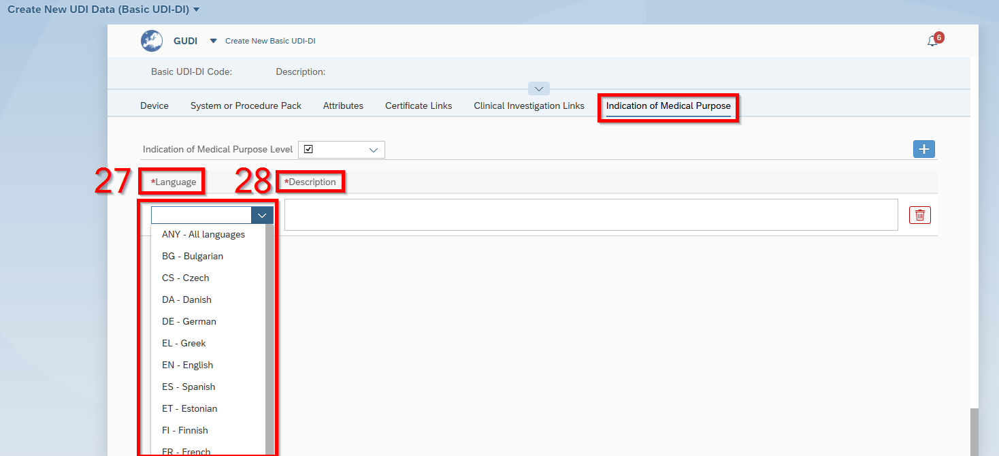 Create New UDI Data (Basic UDI-DI)
GUDI Create New Basic UDI-DI 6
Basic UDI-DI Code: Description:
Device System or Procedure Pack Attributes Certificate Links Clinical Investigation Links Indication of Medical Purpose
Indication of Medical Purpose Level
27 *Language 28 *Description
ANY - All languages
BG - Bulgarian
CS - Czech
DA - Danish
DE - German
EL - Greek
EN - English
ES - Spanish
ET - Estonian
FI - Finnish
FR - French